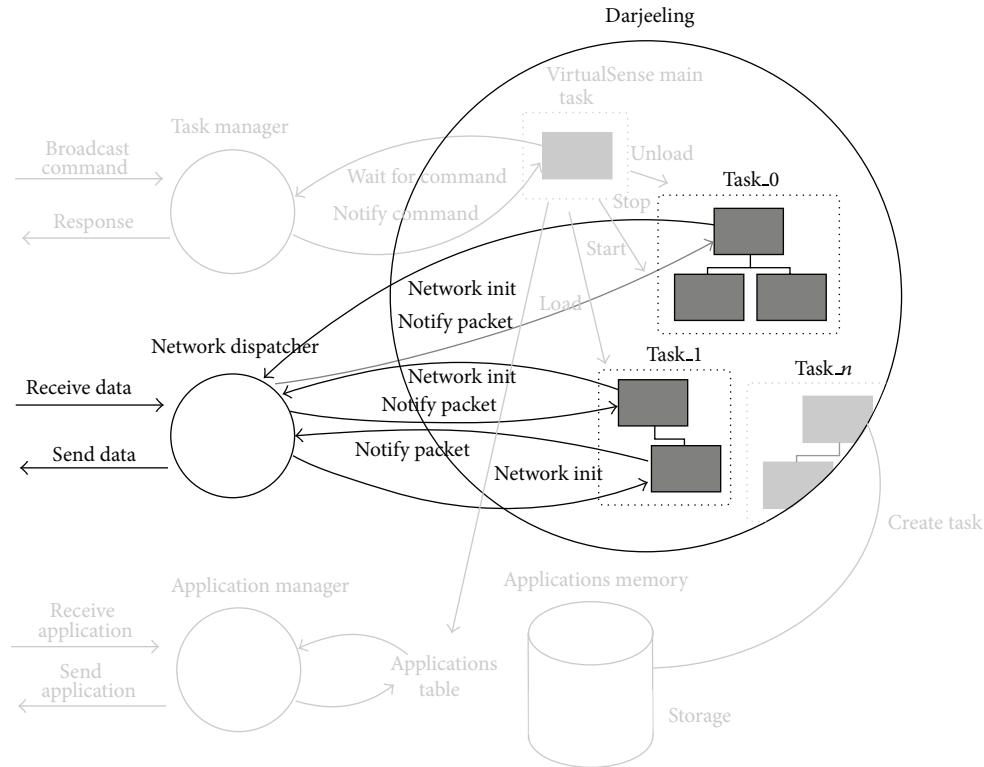 Darjeeling
VirtualSense main
task
Task manager
Broadcast
command
Unload
Wait for command
Task_0
Notify command
Stop
Response
Start
Network init
Load
Notify packet
Network dispatcher
Task_1
Task_n
Network init
Receive data
Notify packet
Notify packet
Send data
Network init
Create task
Application manager
Applications memory
Receive
application
Applications
table
Send
application
Storage